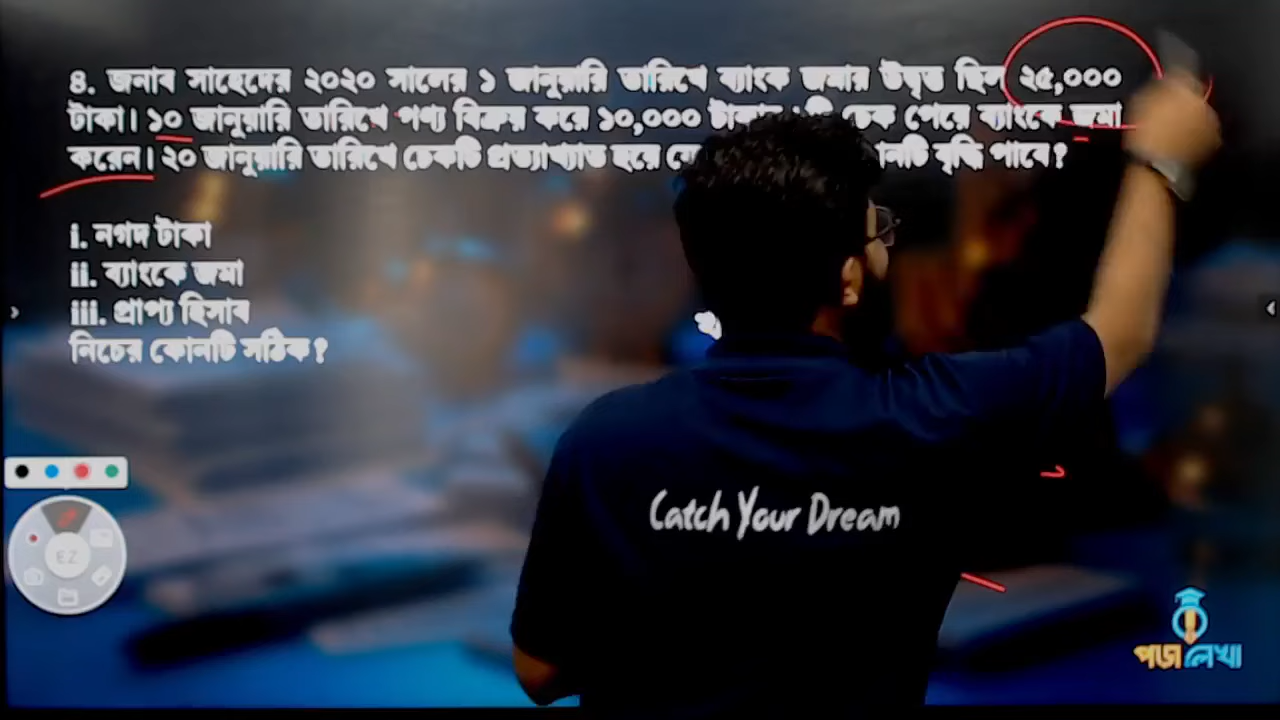 ৪. জনাব সাহেদের ২০২০ সালের ১ জানুয়ারি তারিখে ব্যাংক জমার উদ্বৃত্ত ছিল ২৫,০০০
টাকা। ১০ জানুয়ারি তারিখে পণ্য বিক্রয় করে ১০,০০০ চেক পেয়ে ব্যাংকে জমা
করেন। ২০ জানুয়ারি তারিখে চেকটি প্রত্যাখ্যাত হয়ে বৃদ্ধি পাবে?
i. নগদ টাকা
ii. ব্যাংকে জমা
iii. প্রাপ্য হিসাব
নিচের কোনটি সঠিক?
EZ
Catch Your Dream
পড়ালেখা